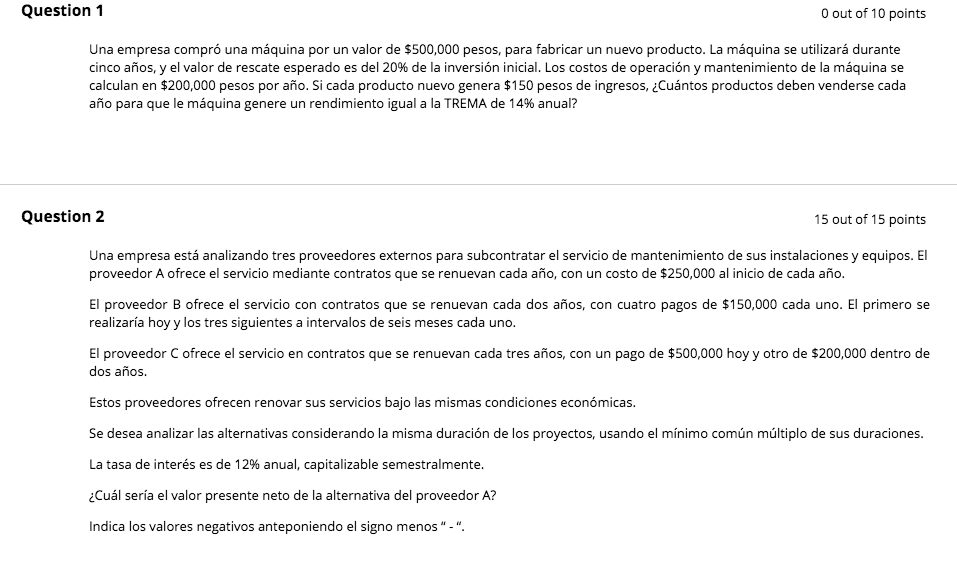 Question 1
0 out of 10 points
Una empresa compró una máquina por un valor de $500,000 pesos, para fabricar un nuevo producto. La máquina se utilizará durante
cinco años, y el valor de rescate esperado es del 20% de la inversión inicial. Los costos de operación y mantenimiento de la máquina se
calculan en $200,000 pesos por año. Si cada producto nuevo genera $150 pesos de ingresos, ¿Cuántos productos deben venderse cada
año para que le máquina genere un rendimiento igual a la TREMA de 14% anual?
Question 2
15 out of 15 points
Una empresa está analizando tres proveedores externos para subcontratar el servicio de mantenimiento de sus instalaciones y equipos. El
proveedor A ofrece el servicio mediante contratos que se renuevan cada año, con un costo de $250,000 al inicio de cada año.
El proveedor B ofrece el servicio con contratos que se renuevan cada dos años, con cuatro pagos de $150,000 cada uno. El primero se
realizaría hoy y los tres siguientes a intervalos de seis meses cada uno.
El proveedor C ofrece el servicio en contratos que se renuevan cada tres años, con un pago de $500,000 hoy y otro de $200,000 dentro de
dos años.
Estos proveedores ofrecen renovar sus servicios bajo las mismas condiciones económicas.
Se desea analizar las alternativas considerando la misma duración de los proyectos, usando el mínimo común múltiplo de sus duraciones.
La tasa de interés es de 12% anual, capitalizable semestralmente.
¿Cuál sería el valor presente neto de la alternativa del proveedor A?
Indica los valores negativos anteponiendo el signo menos “ - “.